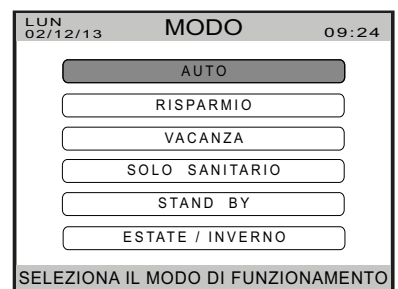 LUN
02/12/13 MODO 09:24
AUTO
RISPARMIO
VACANZA
SOLO SANITARIO
STAND BY
ESTATE / INVERNO
SELEZIONA IL MODO DI FUNZIONAMENTO